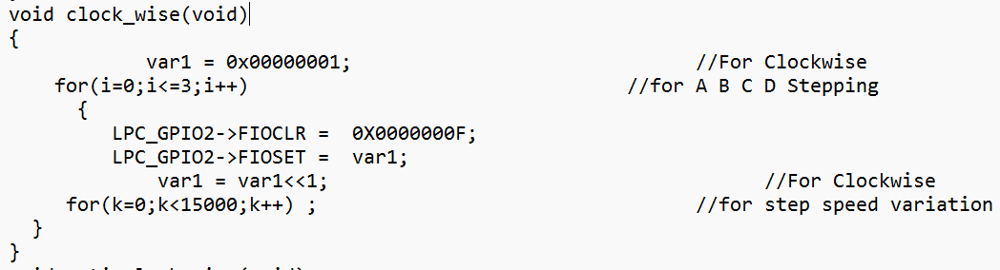 void clock_wise(void)
{
var1 = 0x00000001; //For Clockwise
for(i=0;i<=3;i++) //for A B C D Stepping
{
LPC_GPIO2->FIOCLR = 0X0000000F;
LPC_GPIO2->FIOSET = var1;
var1 = var1<<1; //For Clockwise
for(k=0;k<15000;k++) ; //for step speed variation
}
}